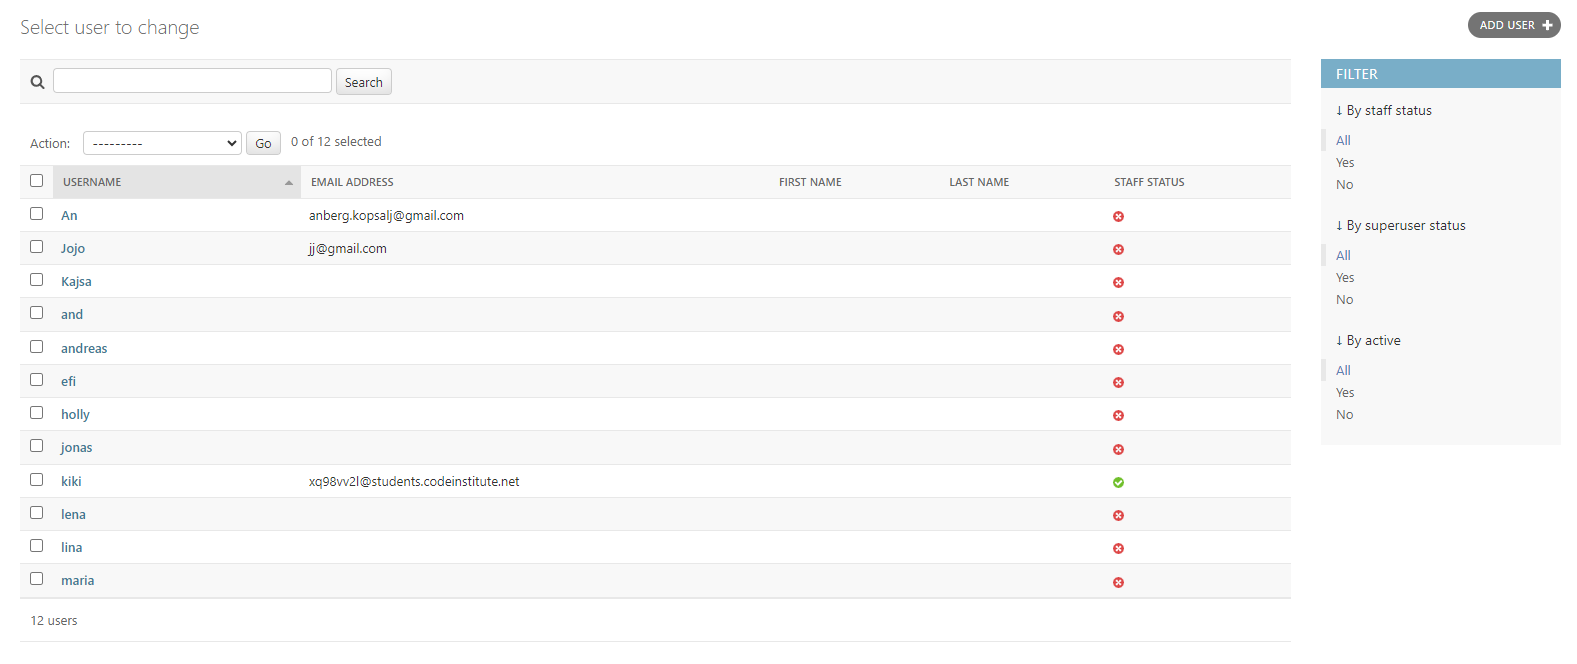 Select user to change
ADD USER
Search
Action: --------- Go 0 of 12 selected
USERNAME EMAIL ADDRESS FIRST NAME LAST NAME STAFF STATUS
An anberg.kopsalj@gmail.com
Jojo jj@gmail.com
Kajsa
and
andreas
efi
holly
jonas
kiki xq98vv2l@students.codeinstitute.net
lena
lina
maria
12 users
FILTER
↓ By staff status
All
Yes
No
↓ By superuser status
All
Yes
No
↓ By active
All
Yes
No